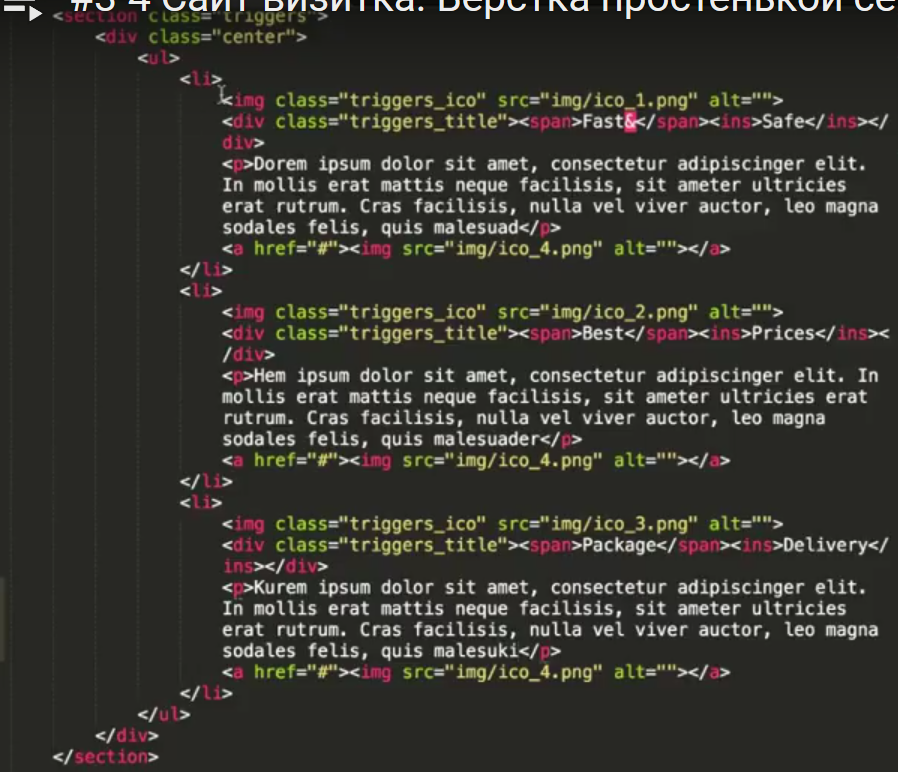 #3-4 Сайт визитка. Верстка простенькой се
<section class="triggers">
<div class="center">
<ul>
<li>
<img class="triggers_ico" src="img/ico_1.png" alt="">
<div class="triggers_title"><span>Fast&</span><ins>Safe</ins></
div>
<p>Dorem ipsum dolor sit amet, consectetur adipiscinger elit.
In mollis erat mattis neque facilisis, sit ameter ultricies
erat rutrum. Cras facilisis, nulla vel viver auctor, leo magna
sodales felis, quis malesuad</p>
<a href="#"><img src="img/ico_4.png" alt=""></a>
</li>
<li>
<img class="triggers_ico" src="img/ico_2.png" alt="">
<div class="triggers_title"><span>Best</span><ins>Prices</ins><
/div>
<p>Hem ipsum dolor sit amet, consectetur adipiscinger elit. In
mollis erat mattis neque facilisis, sit ameter ultricies erat
rutrum. Cras facilisis, nulla vel viver auctor, leo magna
sodales felis, quis malesuader</p>
<a href="#"><img src="img/ico_4.png" alt=""></a>
</li>
<li>
<img class="triggers_ico" src="img/ico_3.png" alt="">
<div class="triggers_title"><span>Package</span><ins>Delivery</
ins></div>
<p>Kurem ipsum dolor sit amet, consectetur adipiscinger elit.
In mollis erat mattis neque facilisis, sit ameter ultricies
erat rutrum. Cras facilisis, nulla vel viver auctor, leo magna
sodales felis, quis malesuki</p>
<a href="#"><img src="img/ico_4.png" alt=""></a>
</li>
</ul>
</div>
</section>